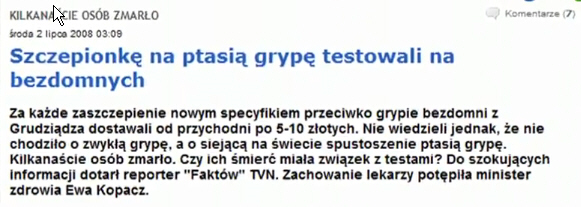 KILKANAŚCIE OSÓB ZMARŁO
Komentarze (7)
środa 2 lipca 2008 03:09
Szczepionkę na ptasią grypę testowali na
bezdomnych
Za każde zaszczepienie nowym specyfikiem przeciwko grypie bezdomni z
Grudziądza dostawali od przychodni po 5-10 złotych. Nie wiedzieli jednak, że nie
chodziło o zwykłą grypę, a o siejącą na świecie spustoszenie ptasią grypę.
Kilkanaście osób zmarło. Czy ich śmierć miała związek z testami? Do szokujących
informacji dotarł reporter "Faktów" TVN. Zachowanie lekarzy potępiła minister
zdrowia Ewa Kopacz.